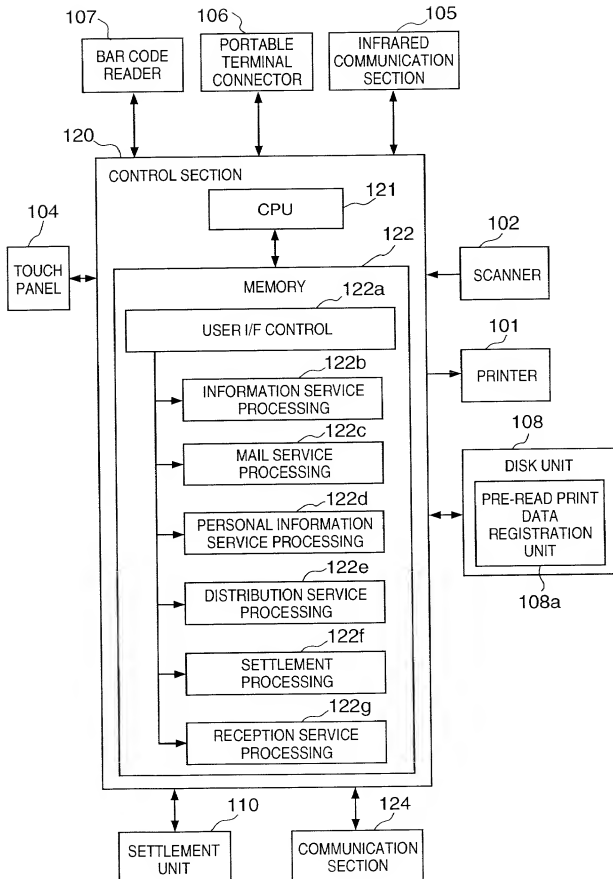 107
BAR CODE
READER
106
PORTABLE
TERMINAL
CONNECTOR
105
INFRARED
COMMUNICATION
SECTION
120
CONTROL SECTION
121
CPU
104
TOUCH
PANEL
122
MEMORY
122a
USER I/F CONTROL
122b
INFORMATION SERVICE
PROCESSING
122c
MAIL SERVICE
PROCESSING
122d
PERSONAL INFORMATION
SERVICE PROCESSING
122e
DISTRIBUTION SERVICE
PROCESSING
122f
SETTLEMENT
PROCESSING
122g
RECEPTION SERVICE
PROCESSING
102
SCANNER
101
PRINTER
108
DISK UNIT
PRE-READ PRINT
DATA
REGISTRATION
UNIT
108a
110
SETTLEMENT
UNIT
124
COMMUNICATION
SECTION